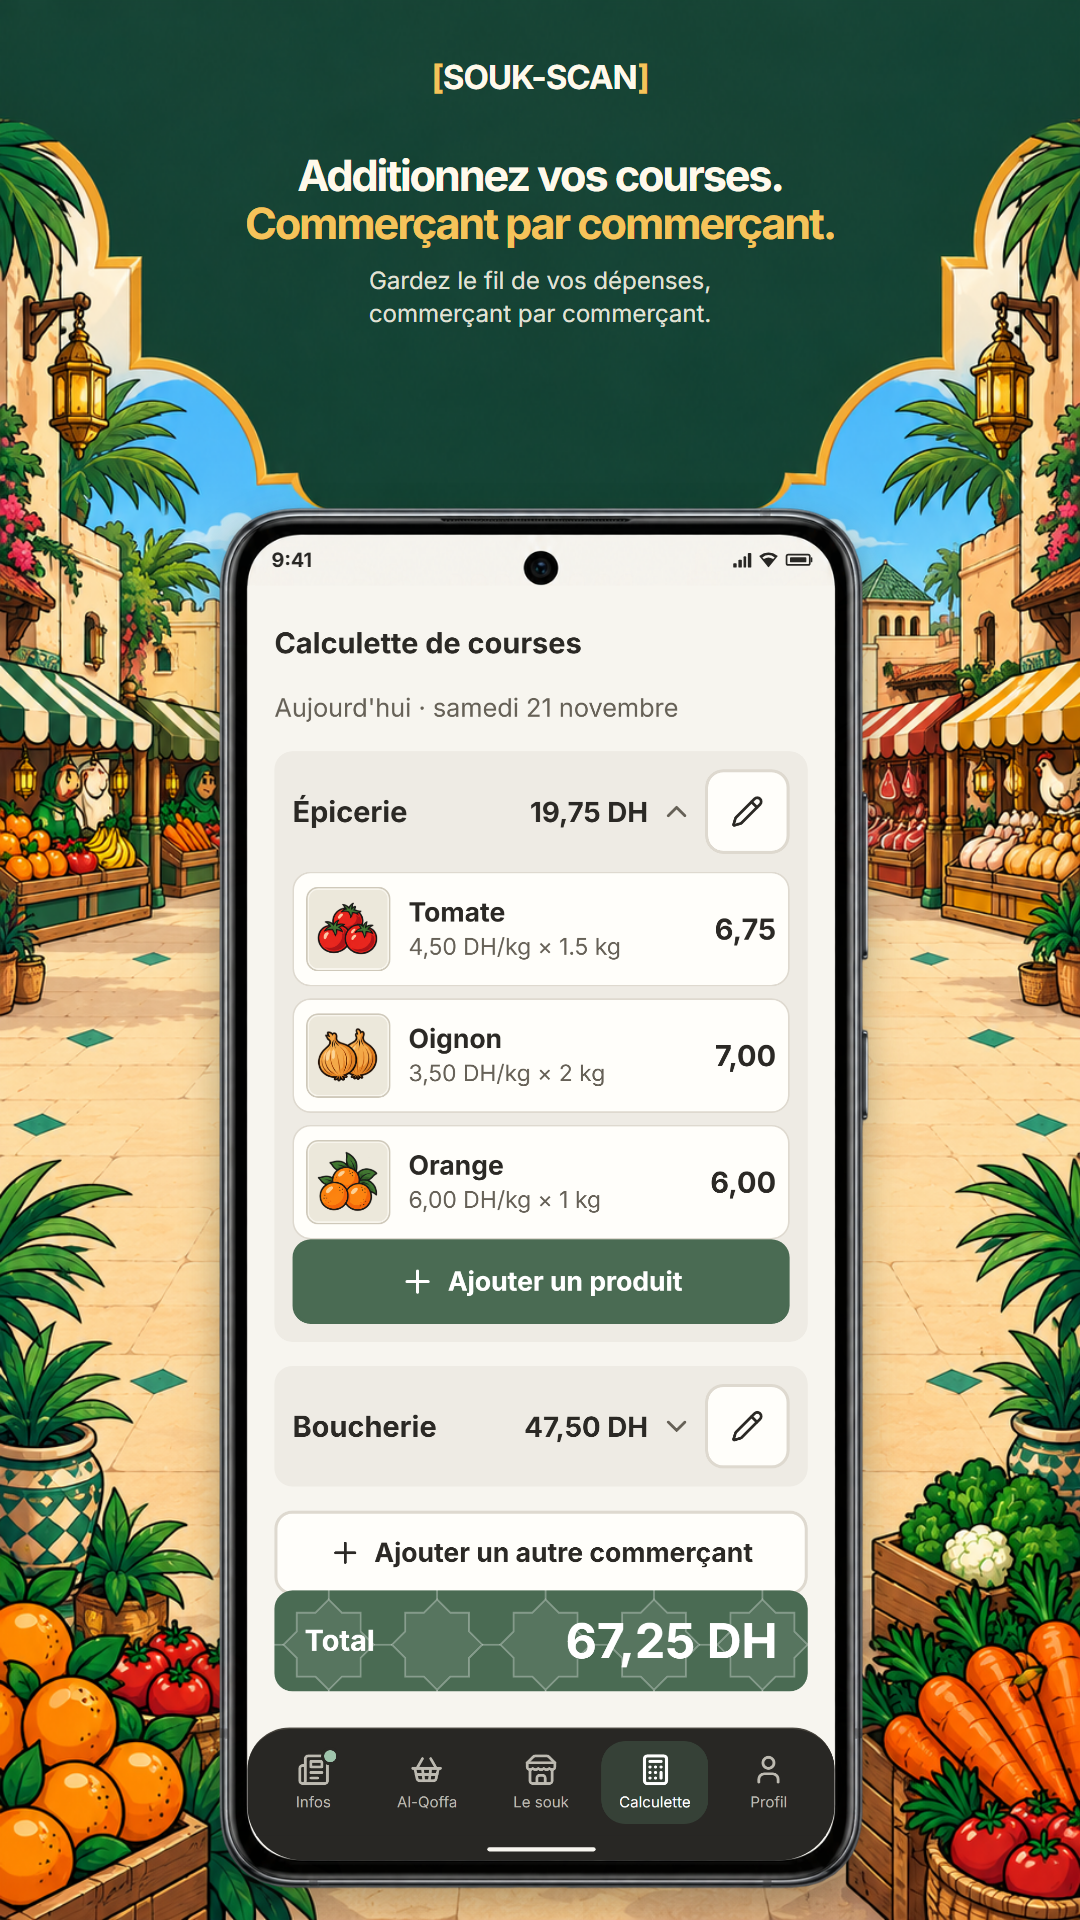 [SOUK-SCAN]
Additionnez vos courses.
Commerçant par commerçant.
Gardez le fil de vos dépenses,
commerçant par commerçant.
9:41
Calculette de courses
Aujourd'hui · samedi 21 novembre
Épicerie 19,75 DH
Tomate
4,50 DH/kg × 1.5 kg
6,75
Oignon
3,50 DH/kg × 2 kg
7,00
Orange
6,00 DH/kg × 1 kg
6,00
+ Ajouter un produit
Boucherie 47,50 DH
+ Ajouter un autre commerçant
Total 67,25 DH
Infos Al-Qoffa Le souk Calculette Profil